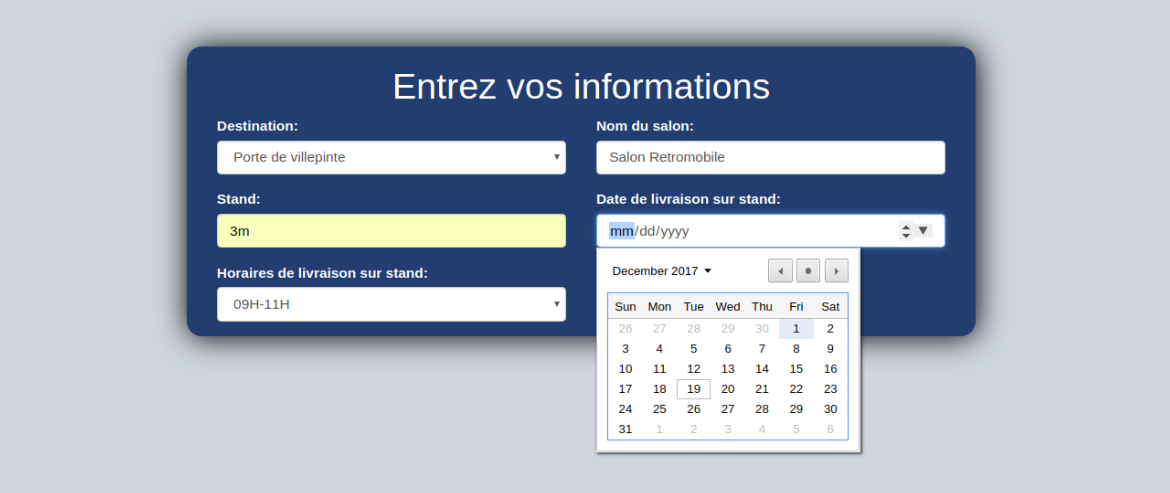 Entrez vos informations
Destination:
Porte de villepinte
Nom du salon:
Salon Retromobile
Stand:
3m
Date de livraison sur stand:
mm/dd/yyyy
Horaires de livraison sur stand:
09H-11H
December 2017
Sun Mon Tue Wed Thu Fri Sat
26 27 28 29 30 1 2
3 4 5 6 7 8 9
10 11 12 13 14 15 16
17 18 19 20 21 22 23
24 25 26 27 28 29 30
31 1 2 3 4 5 6